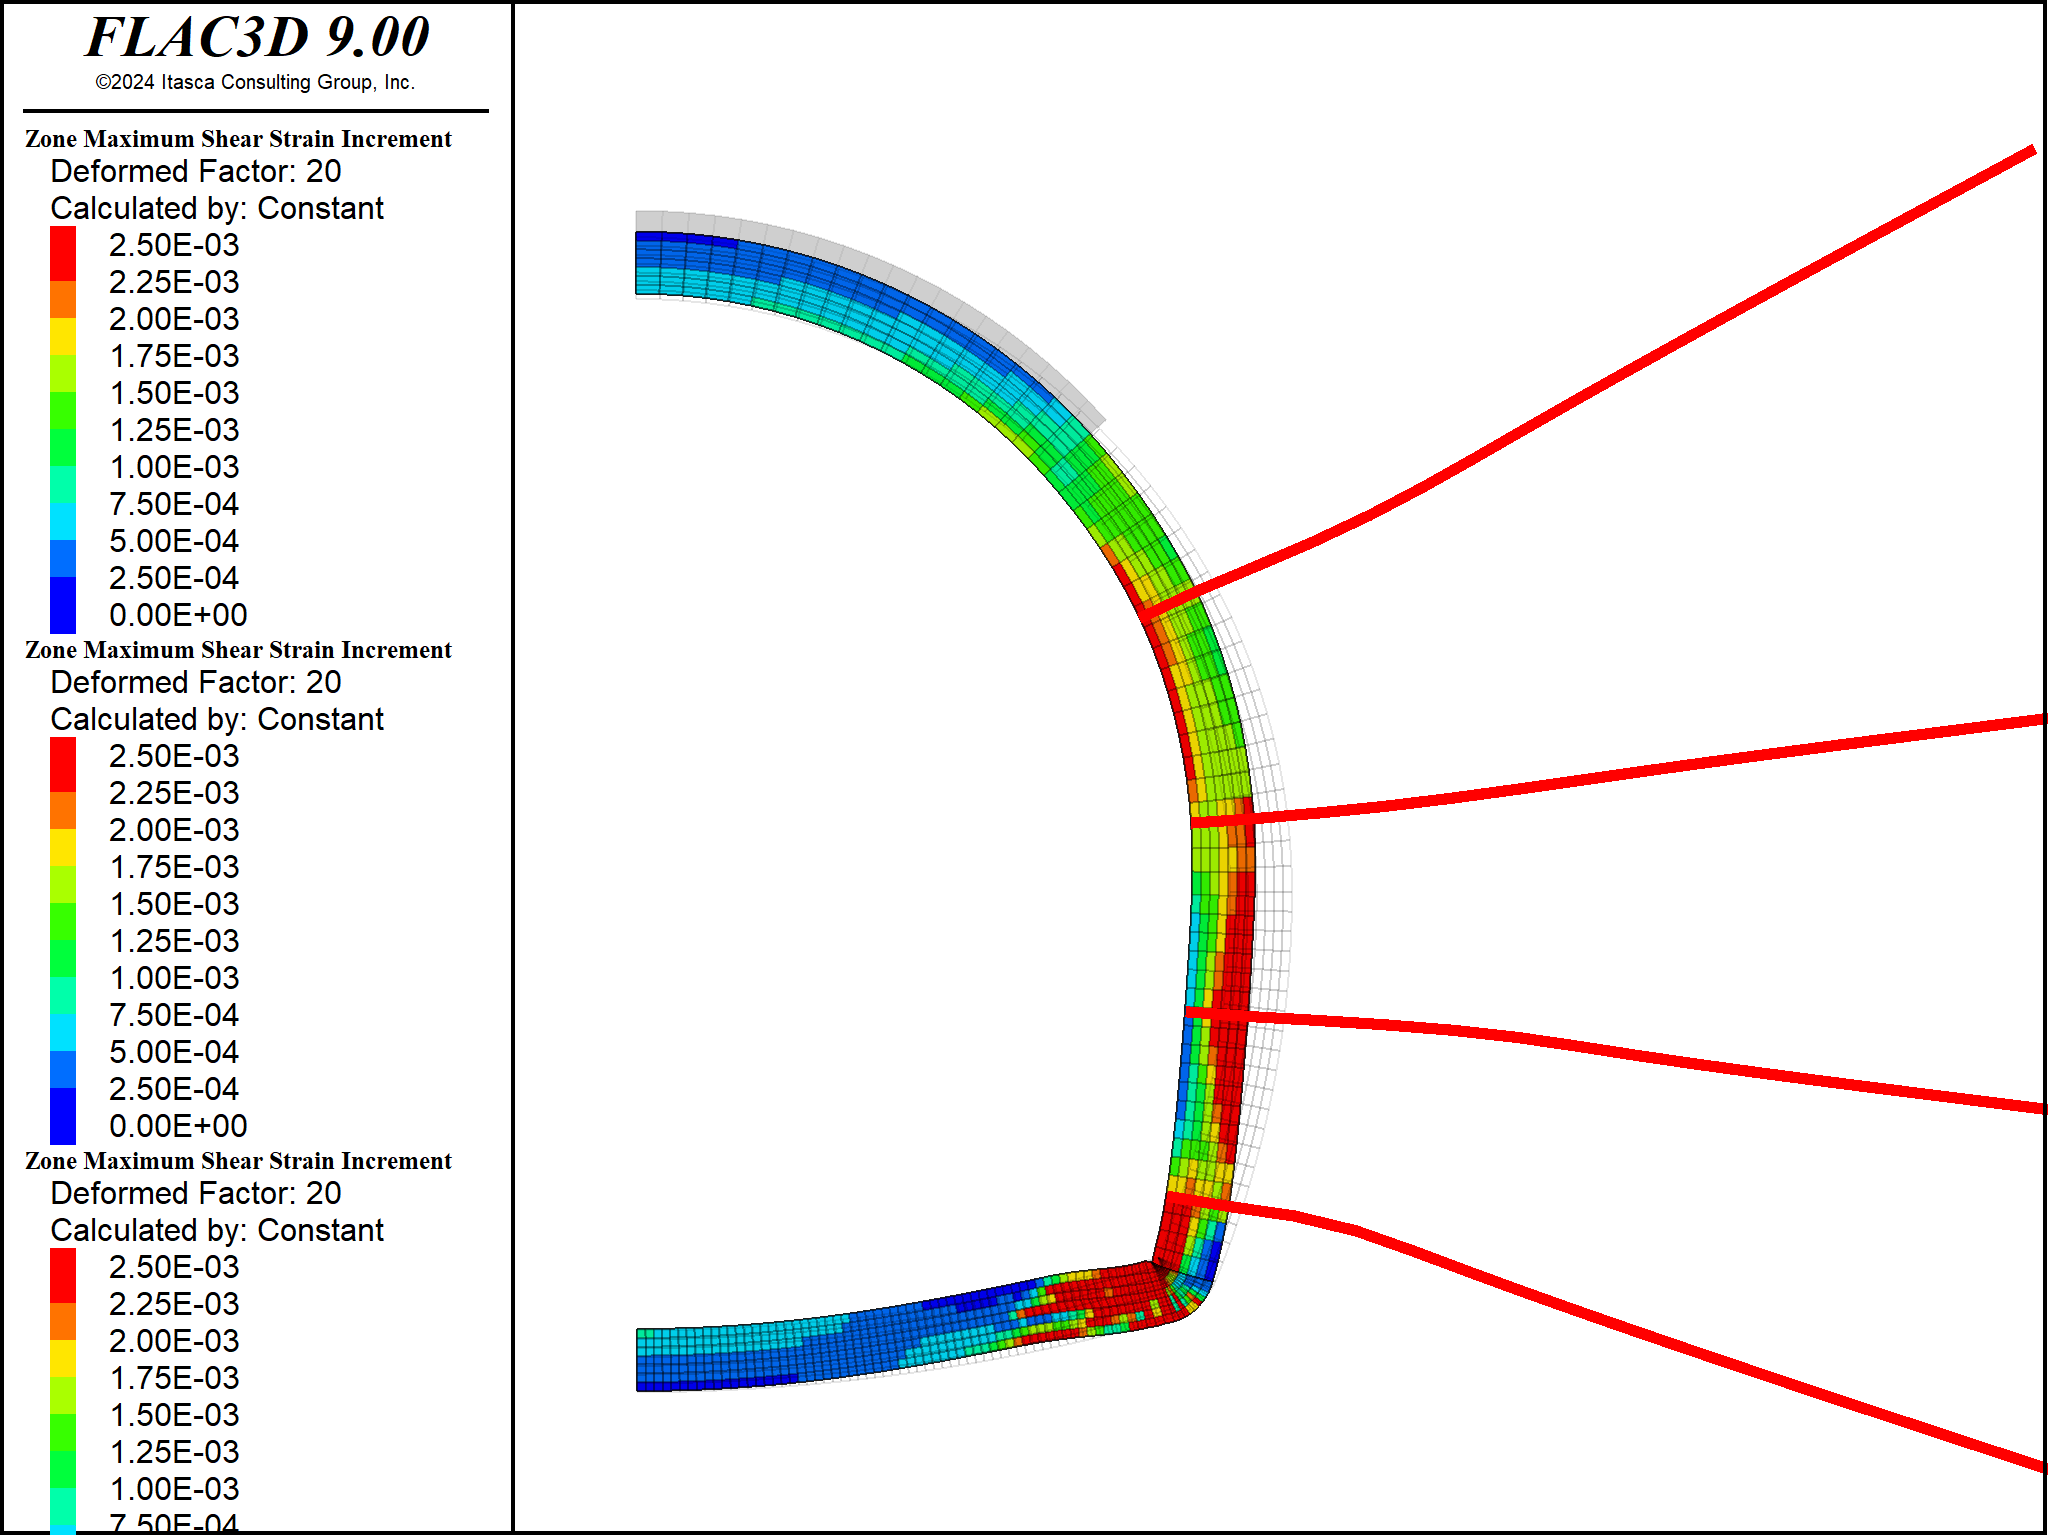 FLAC3D 9.00
©2024 Itasca Consulting Group, Inc.
Zone Maximum Shear Strain Increment
Deformed Factor: 20
Calculated by: Constant
2.50E-03
2.25E-03
2.00E-03
1.75E-03
1.50E-03
1.25E-03
1.00E-03
7.50E-04
5.00E-04
2.50E-04
0.00E+00
Zone Maximum Shear Strain Increment
Deformed Factor: 20
Calculated by: Constant
2.50E-03
2.25E-03
2.00E-03
1.75E-03
1.50E-03
1.25E-03
1.00E-03
7.50E-04
5.00E-04
2.50E-04
0.00E+00
Zone Maximum Shear Strain Increment
Deformed Factor: 20
Calculated by: Constant
2.50E-03
2.25E-03
2.00E-03
1.75E-03
1.50E-03
1.25E-03
1.00E-03
7.50E-04